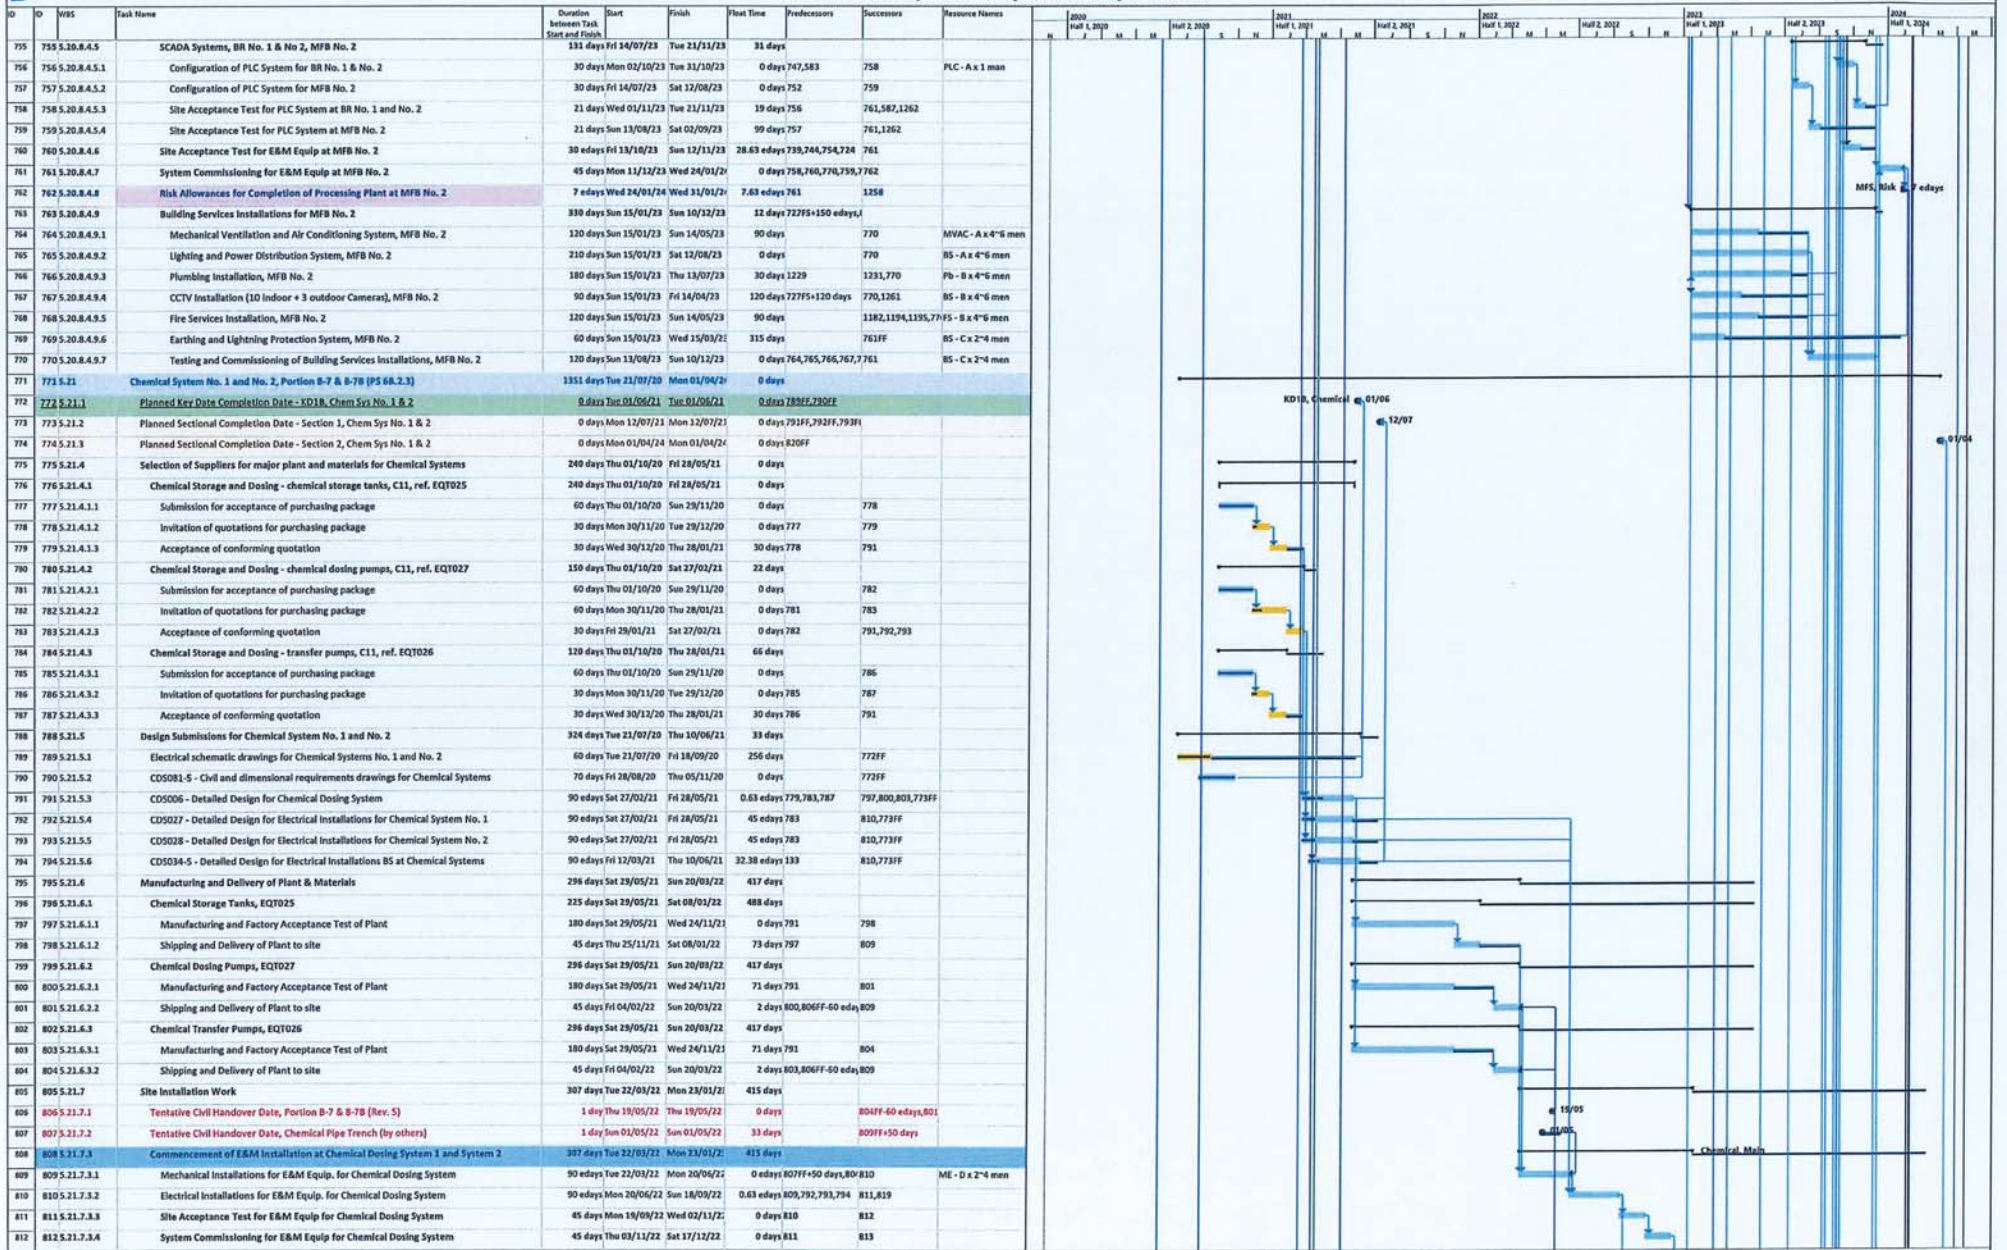 ID ID WBS Task Name Duration between Task Start and Finish Start Finish Float Time Predecessors Successors Resource Names
2020 2021 2022 2023 2024
Half 1, 2020 Half 2, 2020 Half 1, 2021 Half 2, 2021 Half 1, 2022 Half 2, 2022 Half 1, 2023 Half 2, 2023 Half 1, 2024
N J M M S N J M M J S N J M M J S N J M M J S N J M M
755 755 5.20.8.4.5 SCADA Systems, BR No. 1 & No 2, MFB No. 2 131 days Fri 14/07/23 Tue 21/11/23 31 days
756 756 5.20.8.4.5.1 Configuration of PLC System for BR No. 1 & No. 2 30 days Mon 02/10/23 Tue 31/10/23 0 days 747,583 758 PLC - A x 1 man
757 757 5.20.8.4.5.2 Configuration of PLC System for MFB No. 2 30 days Fri 14/07/23 Sat 12/08/23 0 days 752 759
758 758 5.20.8.4.5.3 Site Acceptance Test for PLC System at BR No. 1 and No. 2 21 days Wed 01/11/23 Tue 21/11/23 19 days 756 761,587,1262
759 759 5.20.8.4.5.4 Site Acceptance Test for PLC System at MFB No. 2 21 days Sun 13/08/23 Sat 02/09/23 99 days 757 761,1262
760 760 5.20.8.4.6 Site Acceptance Test for E&M Equip at MFB No. 2 30 edays Fri 13/10/23 Sun 12/11/23 28.63 edays 739,744,754,724 761
761 761 5.20.8.4.7 System Commissioning for E&M Equip at MFB No. 2 45 days Mon 11/12/23 Wed 24/01/2 0 days 758,760,770,759,7 762
762 762 5.20.8.4.8 Risk Allowances for Completion of Processing Plant at MFB No. 2 7 edays Wed 24/01/24 Wed 31/01/2 7.63 edays 761 1258 MFS, Risk 7 edays
763 763 5.20.8.4.9 Building Services Installations for MFB No. 2 330 days Sun 15/01/23 Sun 10/12/23 12 days 727FS+150 edays,
764 764 5.20.8.4.9.1 Mechanical Ventilation and Air Conditioning System, MFB No. 2 120 days Sun 15/01/23 Sun 14/05/23 90 days 770 MVAC - A x 4~6 men
765 765 5.20.8.4.9.2 Lighting and Power Distribution System, MFB No. 2 210 days Sun 15/01/23 Sat 12/08/23 0 days 770 BS - A x 4~6 men
766 766 5.20.8.4.9.3 Plumbing Installation, MFB No. 2 180 days Sun 15/01/23 Thu 13/07/23 30 days 1229 1231,770 Pb - B x 4~6 men
767 767 5.20.8.4.9.4 CCTV Installation (10 indoor + 3 outdoor Cameras), MFB No. 2 90 days Sun 15/01/23 Fri 14/04/23 120 days 727FS+120 days 770,1261 BS - B x 4~6 men
768 768 5.20.8.4.9.5 Fire Services Installation, MFB No. 2 120 days Sun 15/01/23 Sun 14/05/23 90 days 1182,1194,1195,77 FS - B x 4~6 men
769 769 5.20.8.4.9.6 Earthing and Lightning Protection System, MFB No. 2 60 days Sun 15/01/23 Wed 15/03/2 315 days 761FF BS - C x 2~4 men
770 770 5.20.8.4.9.7 Testing and Commissioning of Building Services Installations, MFB No. 2 120 days Sun 13/08/23 Sun 10/12/23 0 days 764,765,766,767,7 761 BS - C x 2~4 men
771 771 5.21 Chemical System No. 1 and No. 2, Portion B-7 & B-7B (PS 6B.2.3) 1351 days Tue 21/07/20 Mon 01/04/2 0 days
772 772 5.21.1 Planned Key Date Completion Date - KD1B, Chem Sys No. 1 & 2 0 days Tue 01/06/21 Tue 01/06/21 0 days 789FF,790FF KD1B, Chemical 01/06
773 773 5.21.2 Planned Sectional Completion Date - Section 1, Chem Sys No. 1 & 2 0 days Mon 12/07/21 Mon 12/07/2 0 days 791FF,792FF,793F 12/07
774 774 5.21.3 Planned Sectional Completion Date - Section 2, Chem Sys No. 1 & 2 0 days Mon 01/04/24 Mon 01/04/2 0 days 820FF 01/04
775 775 5.21.4 Selection of Suppliers for major plant and materials for Chemical Systems 240 days Thu 01/10/20 Fri 28/05/21 0 days
776 776 5.21.4.1 Chemical Storage and Dosing - chemical storage tanks, C11, ref. EQT025 240 days Thu 01/10/20 Fri 28/05/21 0 days
777 777 5.21.4.1.1 Submission for acceptance of purchasing package 60 days Thu 01/10/20 Sun 29/11/20 0 days 778
778 778 5.21.4.1.2 Invitation of quotations for purchasing package 30 days Mon 30/11/20 Tue 29/12/20 0 days 777 779
779 779 5.21.4.1.3 Acceptance of conforming quotation 30 days Wed 30/12/20 Thu 28/01/21 30 days 778 791
780 780 5.21.4.2 Chemical Storage and Dosing - chemical dosing pumps, C11, ref. EQT027 150 days Thu 01/10/20 Sat 27/02/21 22 days
781 781 5.21.4.2.1 Submission for acceptance of purchasing package 60 days Thu 01/10/20 Sun 29/11/20 0 days 782
782 782 5.21.4.2.2 Invitation of quotations for purchasing package 60 days Mon 30/11/20 Thu 28/01/21 0 days 781 783
783 783 5.21.4.2.3 Acceptance of conforming quotation 30 days Fri 29/01/21 Sat 27/02/21 0 days 782 791,792,793
784 784 5.21.4.3 Chemical Storage and Dosing - transfer pumps, C11, ref. EQT026 120 days Thu 01/10/20 Thu 28/01/21 66 days
785 785 5.21.4.3.1 Submission for acceptance of purchasing package 60 days Thu 01/10/20 Sun 29/11/20 0 days 786
786 786 5.21.4.3.2 Invitation of quotations for purchasing package 30 days Mon 30/11/20 Tue 29/12/20 0 days 785 787
787 787 5.21.4.3.3 Acceptance of conforming quotation 30 days Wed 30/12/20 Thu 28/01/21 30 days 786 791
788 788 5.21.5 Design Submissions for Chemical System No. 1 and No. 2 324 days Tue 21/07/20 Thu 10/06/21 33 days
789 789 5.21.5.1 Electrical schematic drawings for Chemical Systems No. 1 and No. 2 60 days Tue 21/07/20 Fri 18/09/20 256 days 772FF
790 790 5.21.5.2 CDS081-5 - Civil and dimensional requirements drawings for Chemical Systems 70 days Fri 28/08/20 Thu 05/11/20 0 days 772FF
791 791 5.21.5.3 CDS006 - Detailed Design for Chemical Dosing System 90 edays Sat 27/02/21 Fri 28/05/21 0.63 edays 779,783,787 797,800,803,773FF
792 792 5.21.5.4 CDS027 - Detailed Design for Electrical Installations for Chemical System No. 1 90 edays Sat 27/02/21 Fri 28/05/21 45 edays 783 810,773FF
793 793 5.21.5.5 CDS028 - Detailed Design for Electrical Installations for Chemical System No. 2 90 edays Sat 27/02/21 Fri 28/05/21 45 edays 783 810,773FF
794 794 5.21.5.6 CDS034-5 - Detailed Design for Electrical Installations BS at Chemical Systems 90 edays Fri 12/03/21 Thu 10/06/21 32.38 edays 133 810,773FF
795 795 5.21.6 Manufacturing and Delivery of Plant & Materials 296 days Sat 29/05/21 Sun 20/03/22 417 days
796 796 5.21.6.1 Chemical Storage Tanks, EQT025 225 days Sat 29/05/21 Sat 08/01/22 488 days
797 797 5.21.6.1.1 Manufacturing and Factory Acceptance Test of Plant 180 days Sat 29/05/21 Wed 24/11/21 0 days 791 798
798 798 5.21.6.1.2 Shipping and Delivery of Plant to site 45 days Thu 25/11/21 Sat 08/01/22 73 days 797 809
799 799 5.21.6.2 Chemical Dosing Pumps, EQT027 296 days Sat 29/05/21 Sun 20/03/22 417 days
800 800 5.21.6.2.1 Manufacturing and Factory Acceptance Test of Plant 180 days Sat 29/05/21 Wed 24/11/21 71 days 791 801
801 801 5.21.6.2.2 Shipping and Delivery of Plant to site 45 days Fri 04/02/22 Sun 20/03/22 2 days 800,806FF-60 eday 809
802 802 5.21.6.3 Chemical Transfer Pumps, EQT026 296 days Sat 29/05/21 Sun 20/03/22 417 days
803 803 5.21.6.3.1 Manufacturing and Factory Acceptance Test of Plant 180 days Sat 29/05/21 Wed 24/11/21 71 days 791 804
804 804 5.21.6.3.2 Shipping and Delivery of Plant to site 45 days Fri 04/02/22 Sun 20/03/22 2 days 803,806FF-60 eday 809
805 805 5.21.7 Site Installation Work 307 days Tue 22/03/22 Mon 23/01/2 415 days
806 806 5.21.7.1 Tentative Civil Handover Date, Portion B-7 & B-7B (Rev. 5) 1 day Thu 19/05/22 Thu 19/05/22 0 days 804FF-60 edays,801 19/05
807 807 5.21.7.2 Tentative Civil Handover Date, Chemical Pipe Trench (by others) 1 day Sun 01/05/22 Sun 01/05/22 33 days 809FF+50 days 01/05
808 808 5.21.7.3 Commencement of E&M Installation at Chemical Dosing System 1 and System 2 307 days Tue 22/03/22 Mon 23/01/2 415 days Chemical, Main
809 809 5.21.7.3.1 Mechanical Installations for E&M Equip. for Chemical Dosing System 90 edays Tue 22/03/22 Mon 20/06/22 0 edays 807FF+50 days,80 810 ME - D x 2~4 men
810 810 5.21.7.3.2 Electrical Installations for E&M Equip. for Chemical Dosing System 90 edays Mon 20/06/22 Sun 18/09/22 0.63 edays 809,792,793,794 811,819
811 811 5.21.7.3.3 Site Acceptance Test for E&M Equip for Chemical Dosing System 45 days Mon 19/09/22 Wed 02/11/2 0 days 810 812
812 812 5.21.7.3.4 System Commissioning for E&M Equip for Chemical Dosing System 45 days Thu 03/11/22 Sat 17/12/22 0 days 811 813